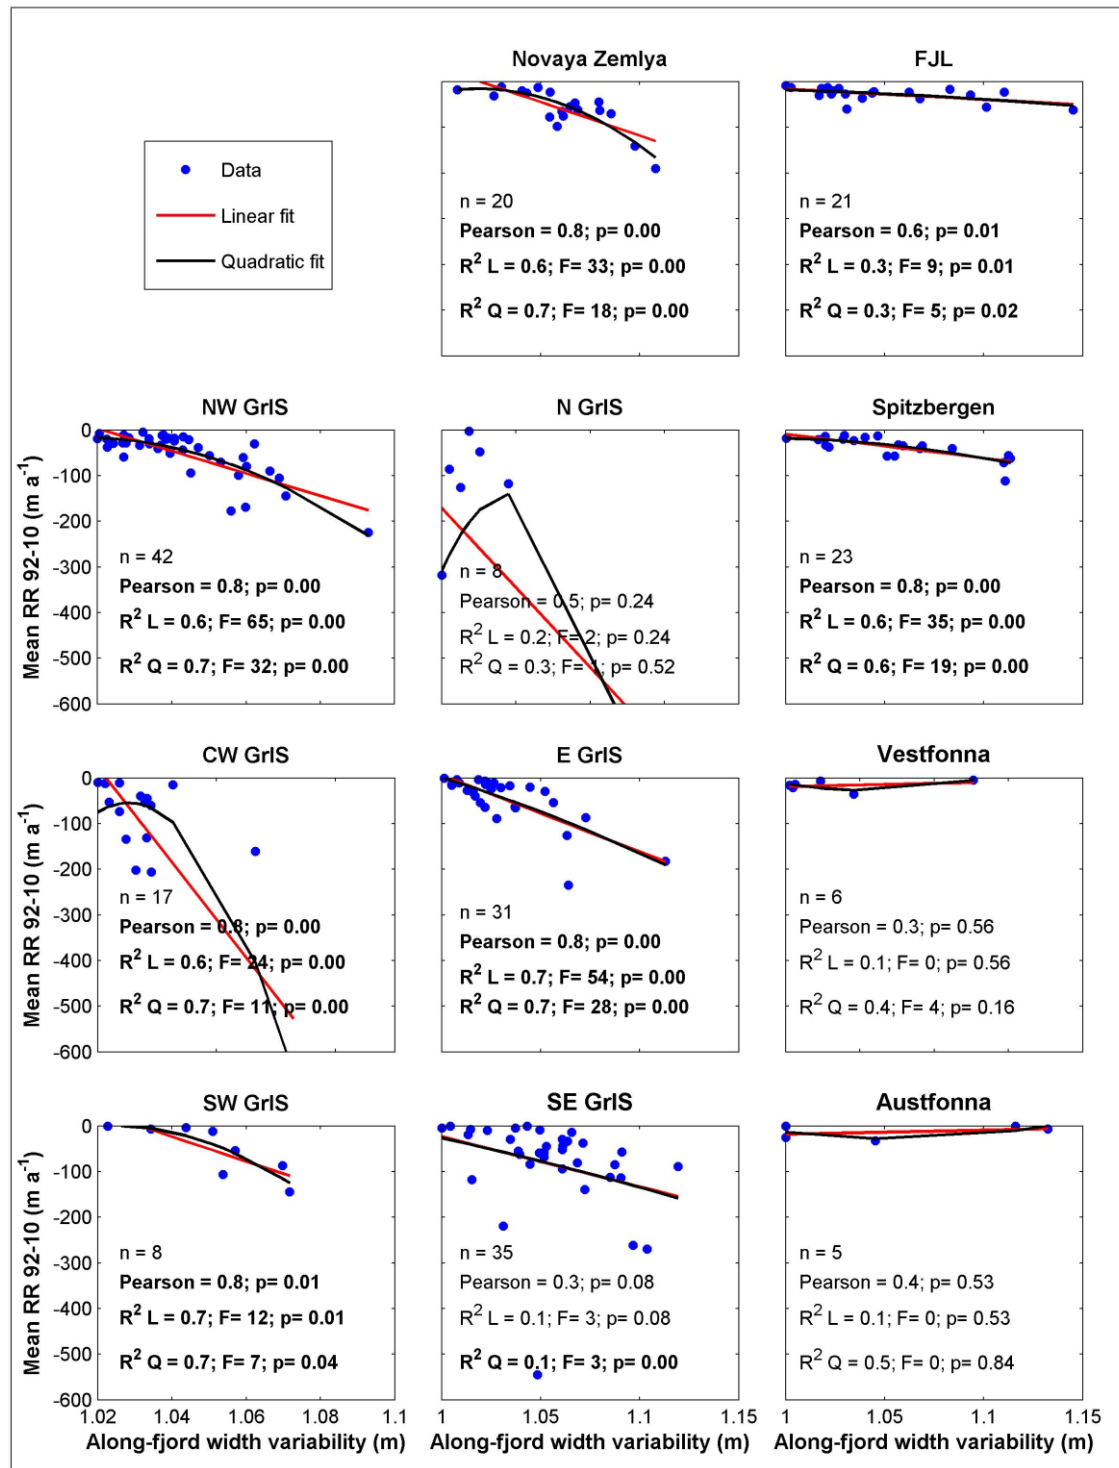 Novaya Zemlya
FJL
Data
Linear fit
Quadratic fit
n = 20
Pearson = 0.8; p= 0.00
R² L = 0.6; F= 33; p= 0.00
R² Q = 0.7; F= 18; p= 0.00
n = 21
Pearson = 0.6; p= 0.01
R² L = 0.3; F= 9; p= 0.01
R² Q = 0.3; F= 5; p= 0.02
NW GrIS
N GrIS
Spitzbergen
Mean RR 92-10 (m a⁻¹)
0
-100
-200
-300
-400
-500
-600
n = 42
Pearson = 0.8; p= 0.00
R² L = 0.6; F= 65; p= 0.00
R² Q = 0.7; F= 32; p= 0.00
n = 8
Pearson = 0.5; p= 0.24
R² L = 0.2; F= 2; p= 0.24
R² Q = 0.3; F= 1; p= 0.52
n = 23
Pearson = 0.8; p= 0.00
R² L = 0.6; F= 35; p= 0.00
R² Q = 0.6; F= 19; p= 0.00
CW GrIS
E GrIS
Vestfonna
Mean RR 92-10 (m a⁻¹)
0
-100
-200
-300
-400
-500
-600
n = 17
Pearson = 0.8; p= 0.00
R² L = 0.6; F= 24; p= 0.00
R² Q = 0.7; F= 11; p= 0.00
n = 31
Pearson = 0.8; p= 0.00
R² L = 0.7; F= 54; p= 0.00
R² Q = 0.7; F= 28; p= 0.00
n = 6
Pearson = 0.3; p= 0.56
R² L = 0.1; F= 0; p= 0.56
R² Q = 0.4; F= 4; p= 0.16
SW GrIS
SE GrIS
Austfonna
Mean RR 92-10 (m a⁻¹)
0
-100
-200
-300
-400
-500
-600
n = 8
Pearson = 0.8; p= 0.01
R² L = 0.7; F= 12; p= 0.01
R² Q = 0.7; F= 7; p= 0.04
n = 35
Pearson = 0.3; p= 0.08
R² L = 0.1; F= 3; p= 0.08
R² Q = 0.1; F= 3; p= 0.00
n = 5
Pearson = 0.4; p= 0.53
R² L = 0.1; F= 0; p= 0.53
R² Q = 0.5; F= 0; p= 0.84
1.02 1.04 1.06 1.08 1.1
1 1.05 1.1 1.15
1 1.05 1.1 1.15
Along-fjord width variability (m)
Along-fjord width variability (m)
Along-fjord width variability (m)